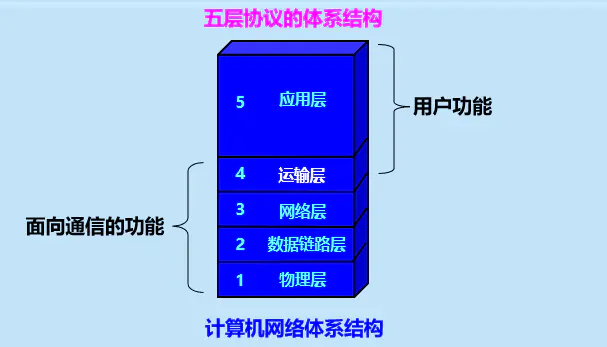 五层协议的体系结构
5 应用层
用户功能
4 运输层
3 网络层
面向通信的功能
2 数据链路层
1 物理层
计算机网络体系结构